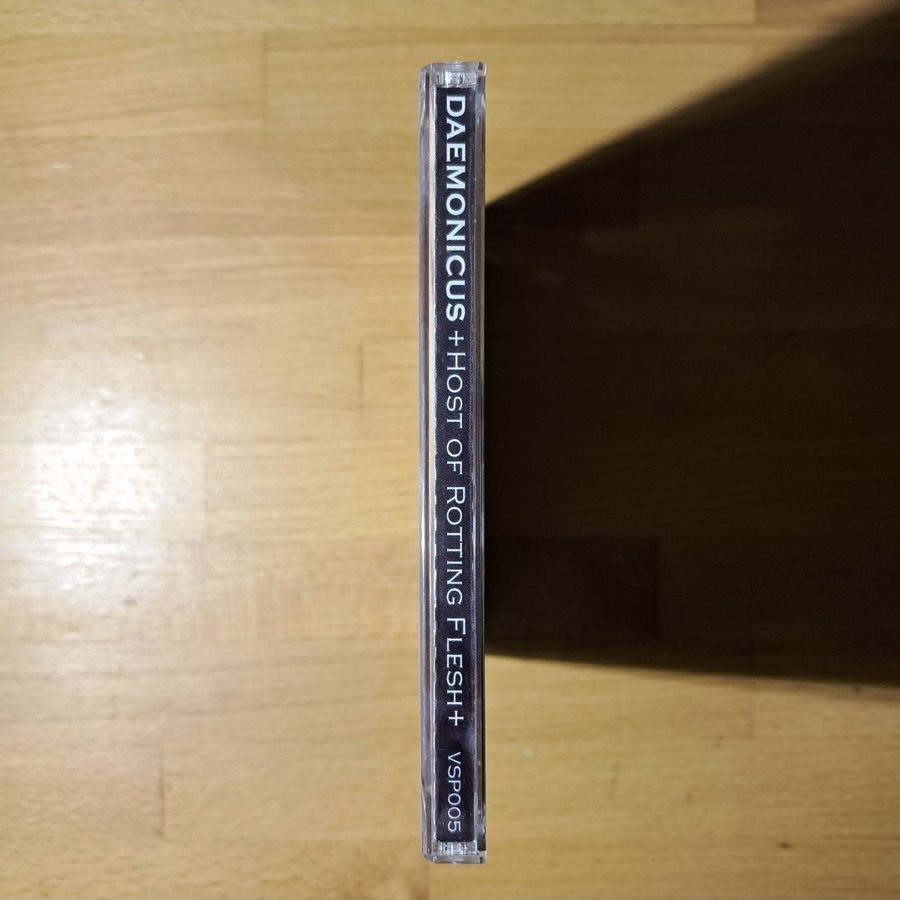 DAEMONICUS +HOST OF ROTTING FLESH+ VSP005